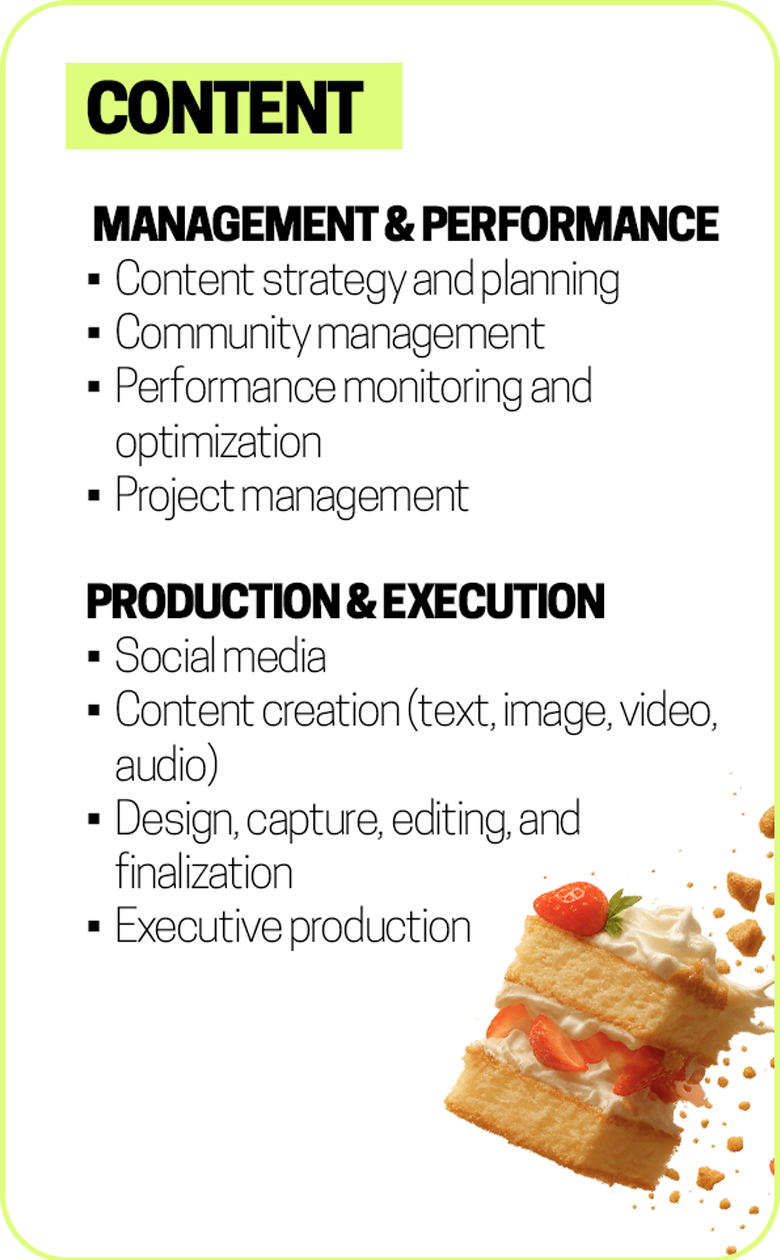 CONTENT
MANAGEMENT & PERFORMANCE
▪ Content strategy and planning
▪ Community management
▪ Performance monitoring and
optimization
▪ Project management
PRODUCTION & EXECUTION
▪ Social media
▪ Content creation (text, image, video,
audio)
▪ Design, capture, editing, and
finalization
▪ Executive production